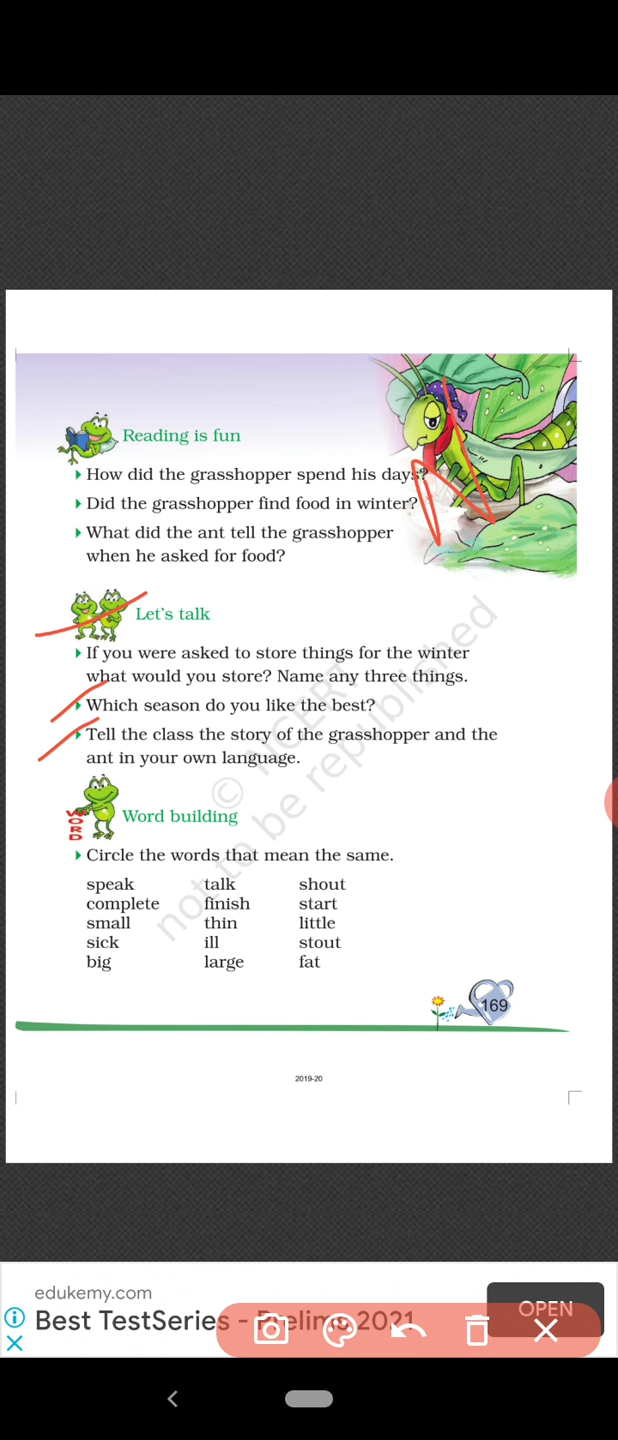 Reading is fun
How did the grasshopper spend his days?
Did the grasshopper find food in winter?
What did the ant tell the grasshopper
when he asked for food?
Let's talk
If you were asked to store things for the winter
what would you store? Name any three things.
Which season do you like the best?
Tell the class the story of the grasshopper and the
ant in your own language.
WORD
Word building
Circle the words that mean the same.
speak talk shout
complete finish start
small thin little
sick ill stout
big large fat
© NCERT
not to be republished
169
2019-20
edukemy.com
Best TestSeries - Prelims 2021
OPEN